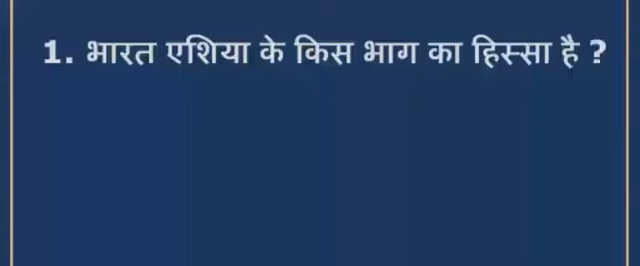 1. भारत एशिया के किस भाग का हिस्सा है ?